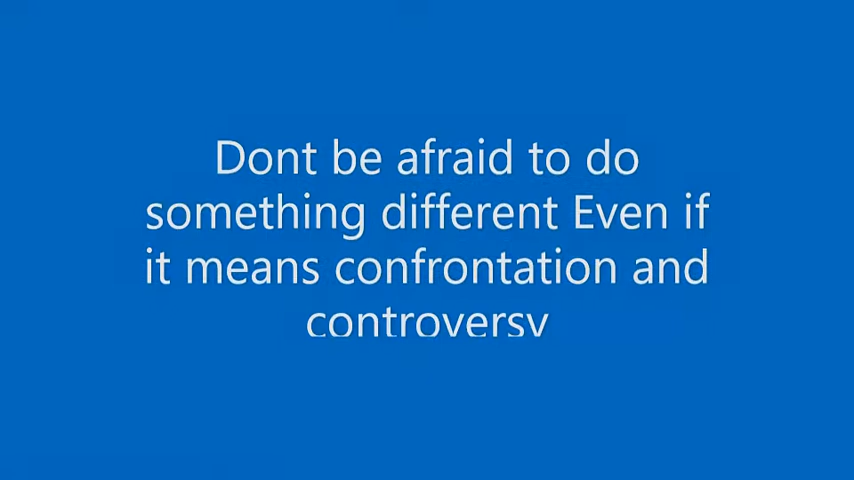 Dont be afraid to do
something different Even if
it means confrontation and
controversy